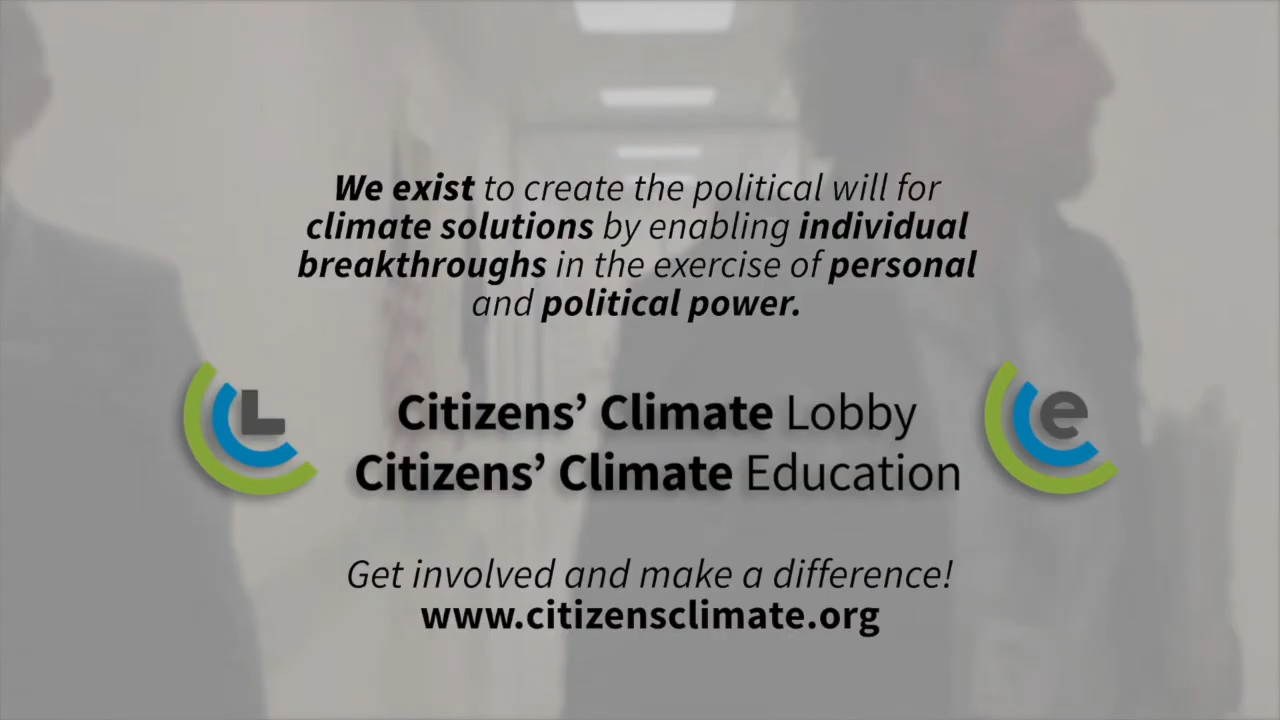 We exist to create the political will for
climate solutions by enabling individual
breakthroughs in the exercise of personal
and political power.
L
Citizens’ Climate Lobby
e
Citizens’ Climate Education
Get involved and make a difference!
www.citizensclimate.org